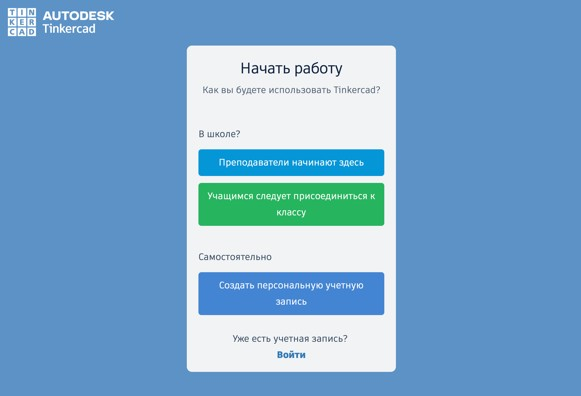 TIN
KER
CAD
AUTODESK
Tinkercad
Начать работу
Как вы будете использовать Tinkercad?
В школе?
Преподаватели начинают здесь
Учащимся следует присоединиться к
классу
Самостоятельно
Создать персональную учетную
запись
Уже есть учетная запись?
Войти